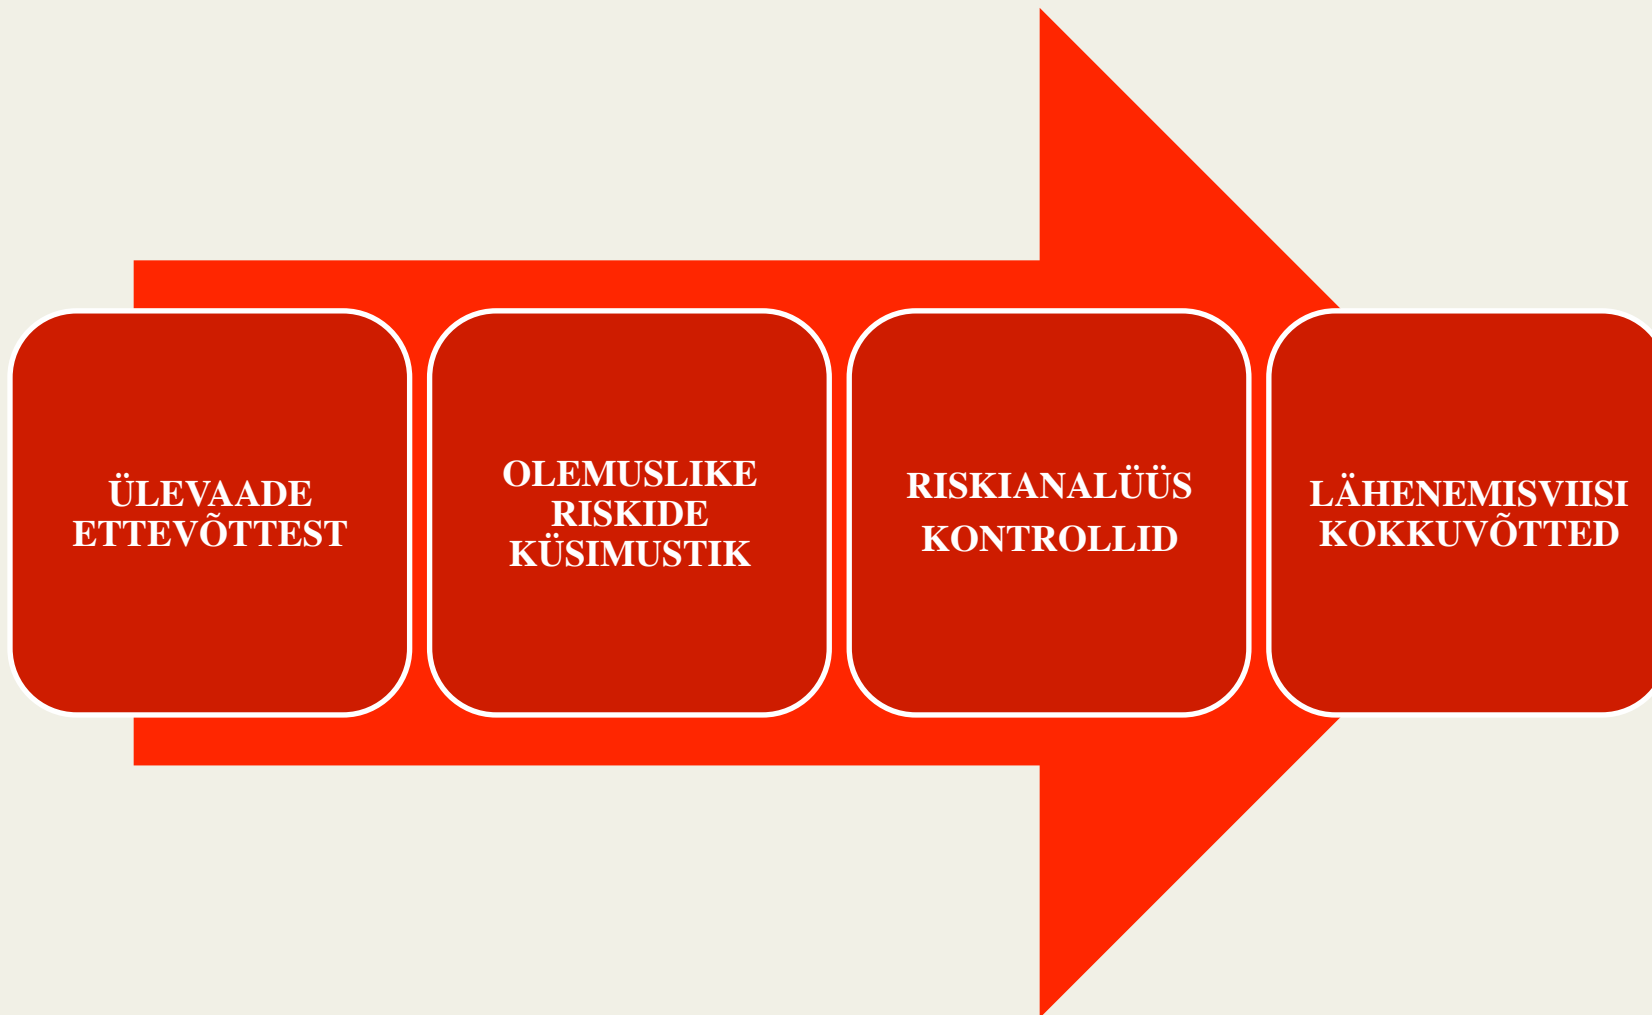 ÜLEVAADE
ETTEVÕTTEST
OLEMUSLIKE
RISKIDE
KÜSIMUSTIK
RISKIANALÜÜS
KONTROLLID
LÄHENEMISVIISI
KOKKUVÕTTED